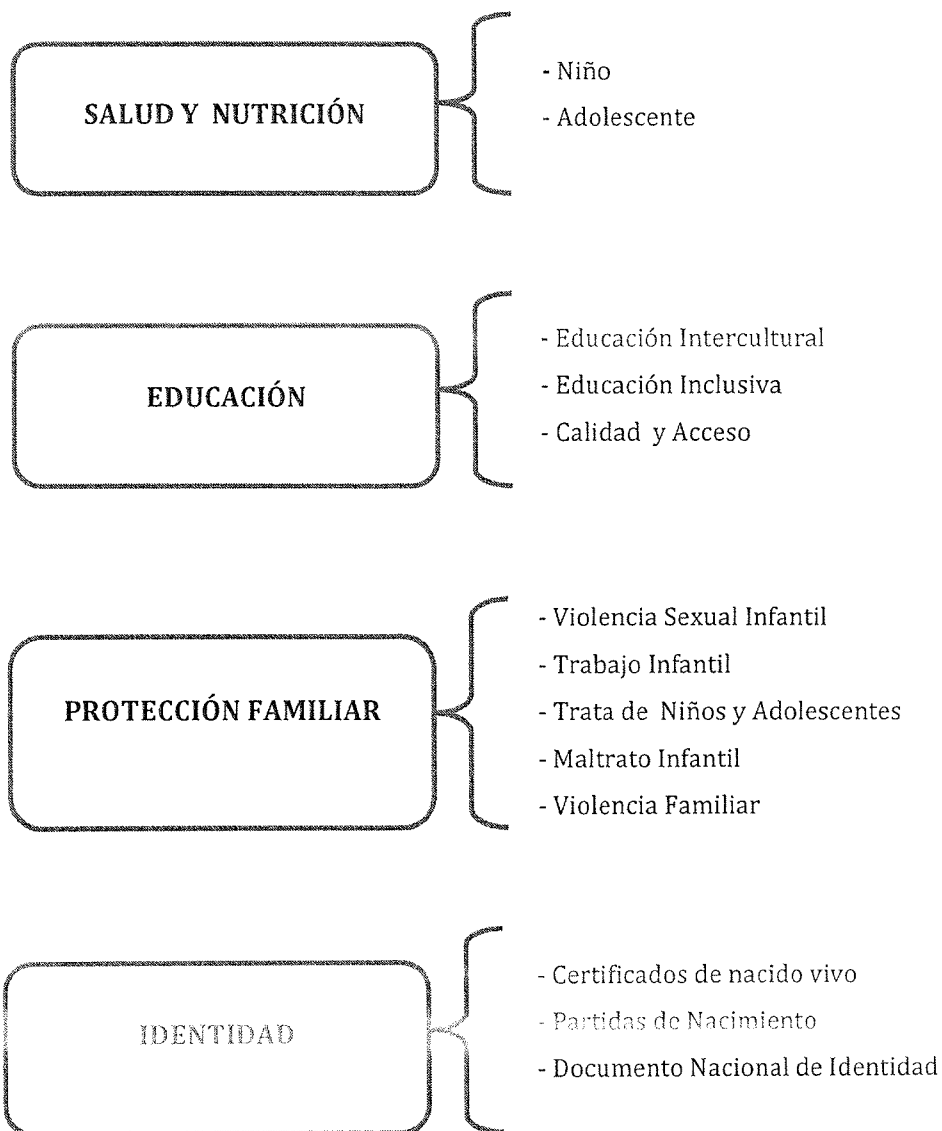 SALUD Y NUTRICIÓN
- Niño
- Adolescente
EDUCACIÓN
- Educación Intercultural
- Educación Inclusiva
- Calidad y Acceso
PROTECCIÓN FAMILIAR
- Violencia Sexual Infantil
- Trabajo Infantil
- Trata de Niños y Adolescentes
- Maltrato Infantil
- Violencia Familiar
IDENTIDAD
- Certificados de nacido vivo
- Partidas de Nacimiento
- Documento Nacional de Identidad